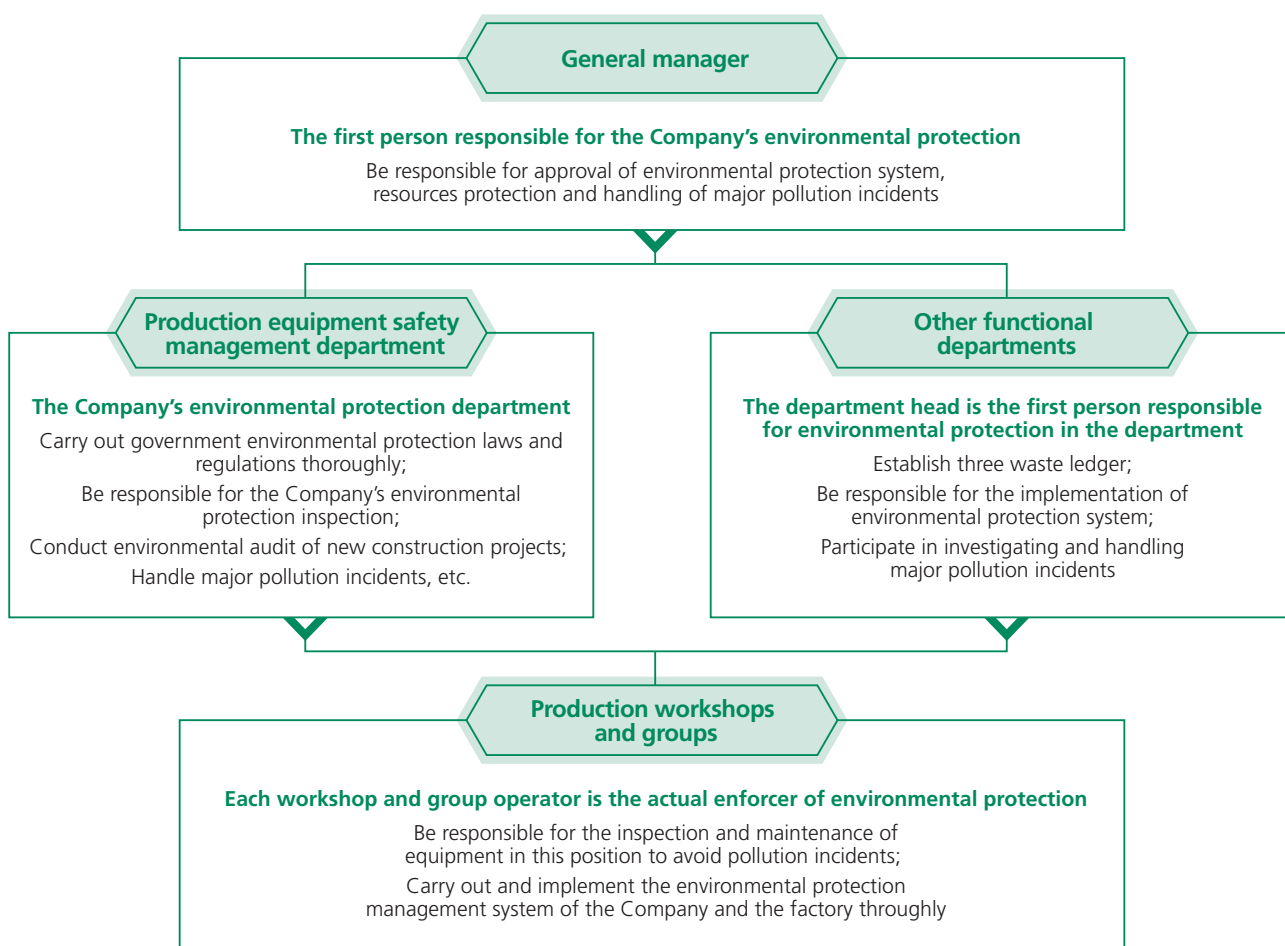 General manager
The first person responsible for the Company's environmental protection
Be responsible for approval of environmental protection system,
resources protection and handling of major pollution incidents
Production equipment safety
management department
The Company's environmental protection department
Carry out government environmental protection laws and
regulations thoroughly;
Be responsible for the Company's environmental
protection inspection;
Conduct environmental audit of new construction projects;
Handle major pollution incidents, etc.
Other functional
departments
The department head is the first person responsible
for environmental protection in the department
Establish three waste ledger;
Be responsible for the implementation of
environmental protection system;
Participate in investigating and handling
major pollution incidents
Production workshops
and groups
Each workshop and group operator is the actual enforcer of environmental protection
Be responsible for the inspection and maintenance of
equipment in this position to avoid pollution incidents;
Carry out and implement the environmental protection
management system of the Company and the factory throughly